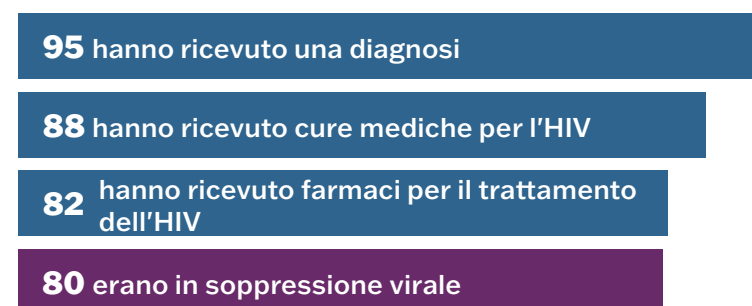 95 hanno ricevuto una diagnosi
88 hanno ricevuto cure mediche per l'HIV
82 hanno ricevuto farmaci per il trattamento
dell'HIV
80 erano in soppressione virale